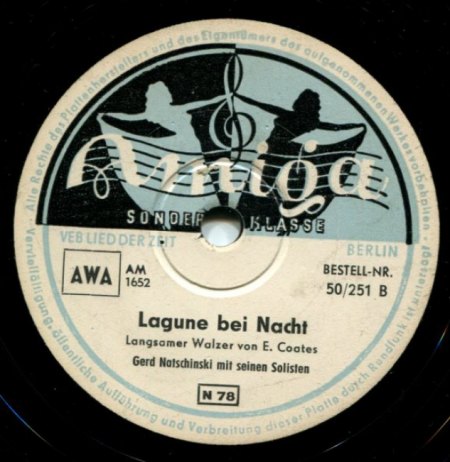 Alle Rechte des Plattenherstellers und des Eigentümers des aufgenommenen Werkes vorbehalten
Vervielfältigung, öffentliche Aufführung und Verbreitung dieser Platte durch Rundfunk ist untersagt
Amiga
SONDER KLASSE
VEB LIED DER ZEIT
BERLIN
AWA
AM
1652
BESTELL-NR.
50/251 B
Lagune bei Nacht
Langsamer Walzer von E. Coates
Gerd Natschinski mit seinen Solisten
N 78